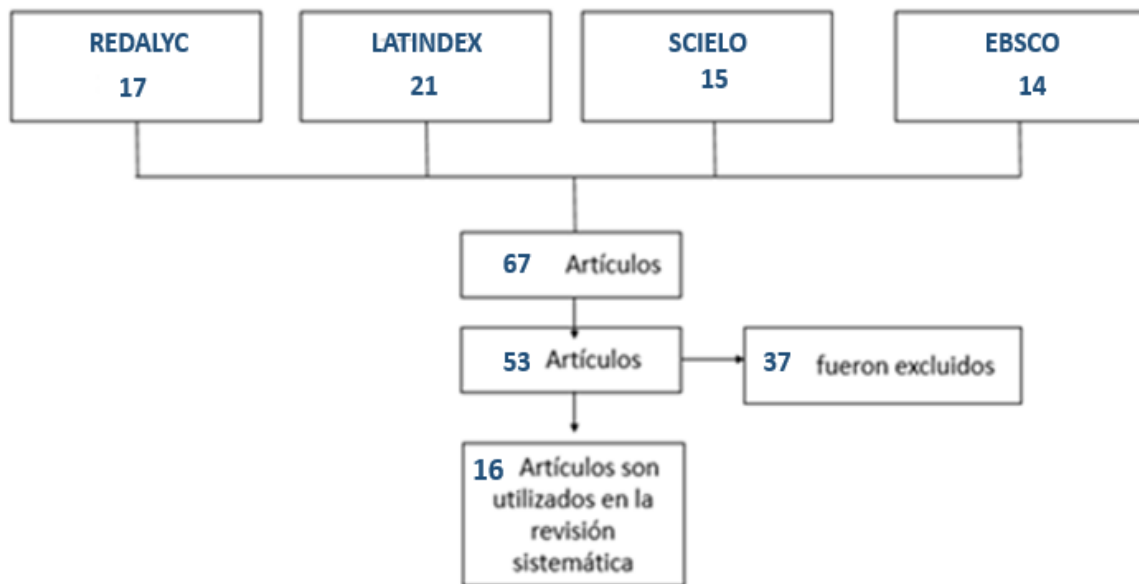 REDALYC
17
LATINDEX
21
SCIELO
15
EBSCO
14
67 Artículos
53 Artículos
37 fueron excluidos
16 Artículos son
utilizados en la
revisión
sistemática